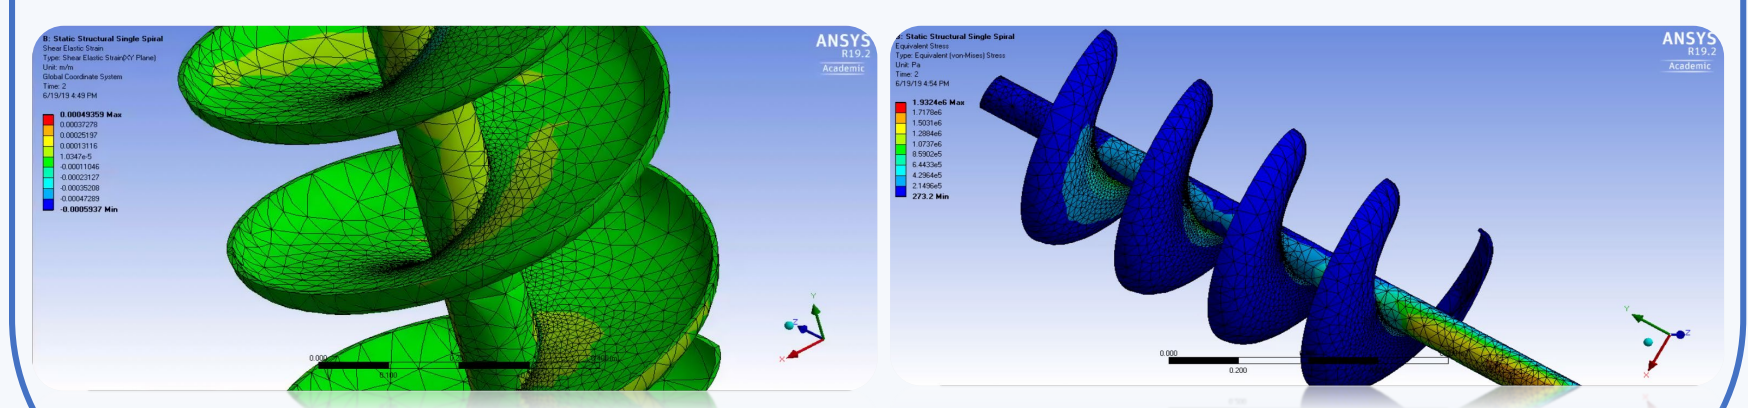 B: Static Structural Single Spiral
Shear Elastic Strain
Type: Shear Elastic Strain(XY Plane)
Unit: m/m
Global Coordinate System
Time: 2
6/19/19 4:49 PM
0.00049359 Max
0.00037278
0.00025197
0.00013116
1.0347e-5
-0.00011046
-0.00023127
-0.00035208
-0.00047289
-0.0005937 Min
ANSYS
R19.2
Academic
Y
Z
X
0.000
0.100
: Static Structural Single Spiral
Equivalent Stress
Type: Equivalent (von-Mises) Stress
Unit: Pa
Time: 2
6/19/19 4:54 PM
1.9324e6 Max
1.7178e6
1.5031e6
1.2884e6
1.0737e6
8.5902e5
6.4433e5
4.2964e5
2.1496e5
273.2 Min
ANSYS
R19.2
Academic
Y
Z
X
0.000
0.200